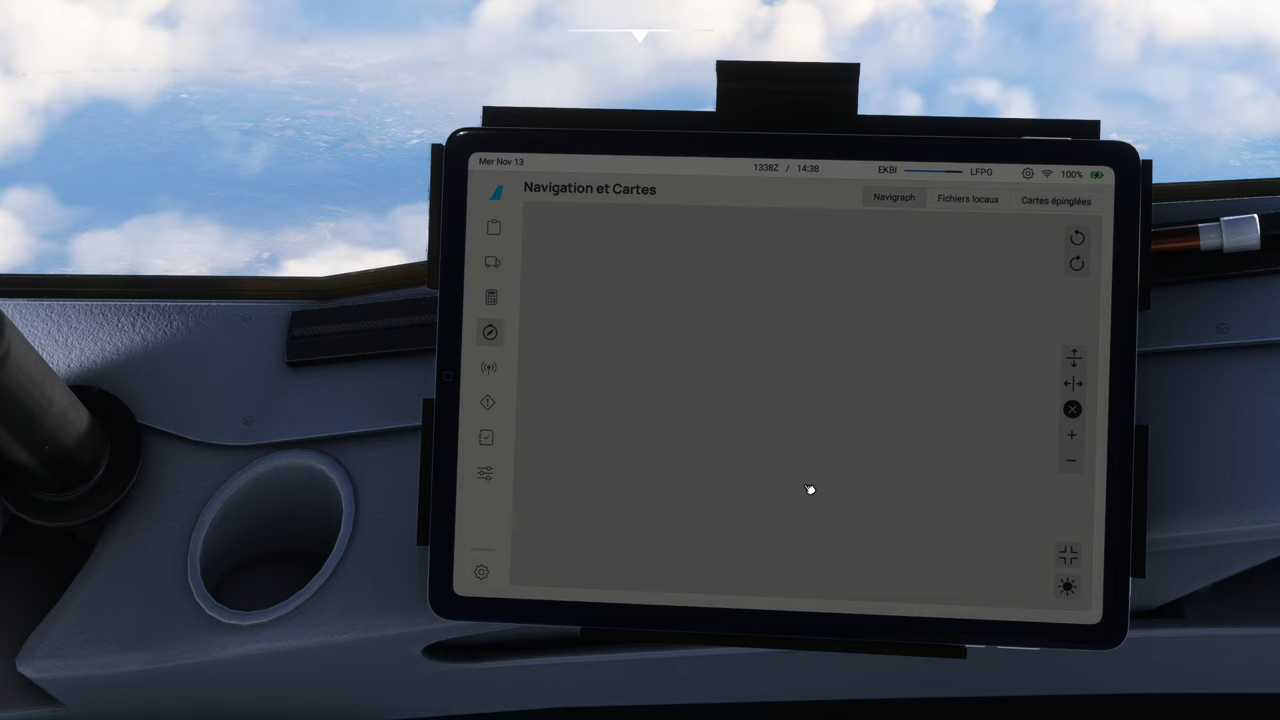 Mer Nov 13
1338Z / 14:38
EKBI LFPG
100%
Navigation et Cartes
Navigraph
Fichiers locaux
Cartes épinglées